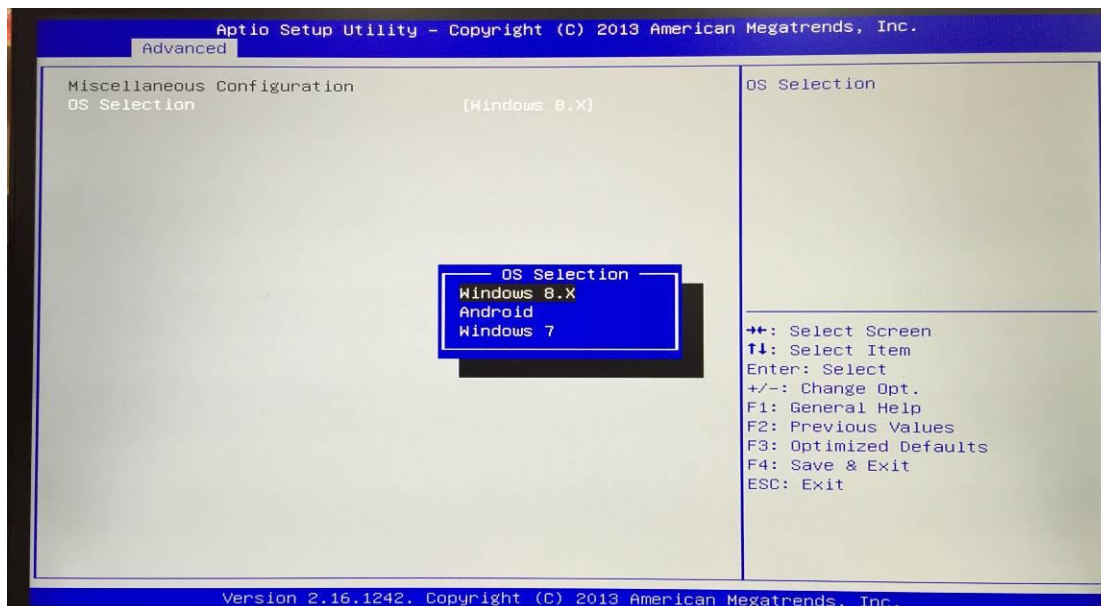 Aptio Setup Utility – Copyright (C) 2013 American Megatrends, Inc.
Advanced
Miscellaneous Configuration
OS Selection [Windows 8.X]
OS Selection
OS Selection
Windows 8.X
Android
Windows 7
→←: Select Screen
↑↓: Select Item
Enter: Select
+/-: Change Opt.
F1: General Help
F2: Previous Values
F3: Optimized Defaults
F4: Save & Exit
ESC: Exit
Version 2.16.1242. Copyright (C) 2013 American Megatrends, Inc.